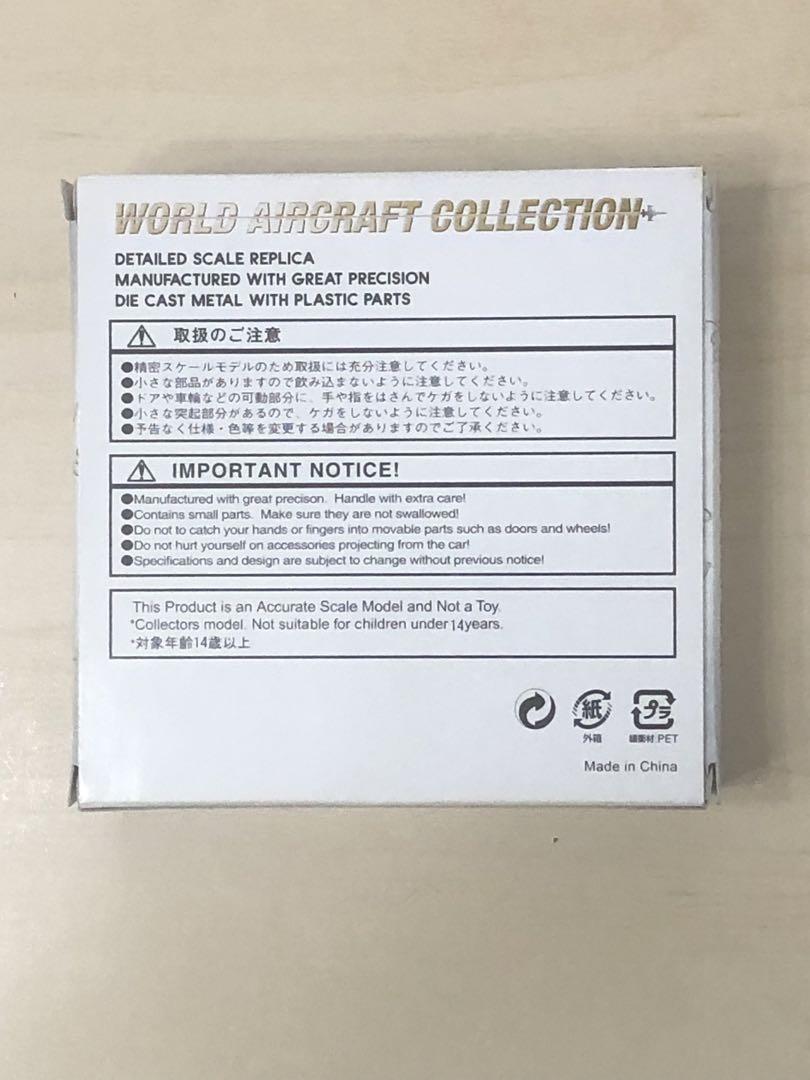 WORLD AIRCRAFT COLLECTION
DETAILED SCALE REPLICA
MANUFACTURED WITH GREAT PRECISION
DIE CAST METAL WITH PLASTIC PARTS
取扱のご注意
●精密スケールモデルのため取扱には充分注意してください。
●小さな部品がありますので飲み込まないように注意してください。
●ドアや車輪などの可動部分に、手や指をはさんでケガをしないように注意してください。
●小さな突起部分があるので、ケガをしないように注意してください。
●予告なく仕様・色等を変更する場合がありますのでご了承ください。
IMPORTANT NOTICE!
●Manufactured with great precison. Handle with extra care!
●Contains small parts. Make sure they are not swallowed!
●Do not to catch your hands or fingers into movable parts such as doors and wheels!
●Do not hurt yourself on accessories projecting from the car!
●Specifications and design are subject to change without previous notice!
This Product is an Accurate Scale Model and Not a Toy.
*Collectors model. Not suitable for children under 14years.
*対象年齢14歳以上
紙 プラ
外箱 緩衝材:PET
Made in China